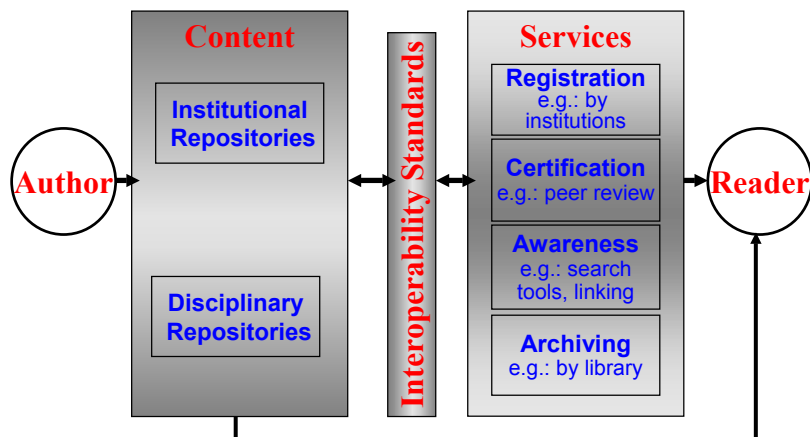 Author
Content
Institutional
Repositories
Disciplinary
Repositories
Interoperability Standards
Services
Registration
e.g.: by
institutions
Certification
e.g.: peer review
Awareness
e.g.: search
tools, linking
Archiving
e.g.: by library
Reader